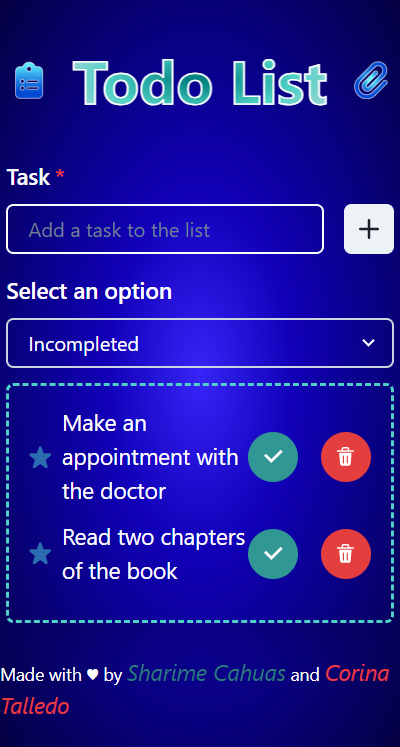 Todo List
Task *
Add a task to the list
Select an option
Incompleted
Make an
appointment with
the doctor
Read two chapters
of the book
Made with ♥ by Sharime Cahuas and Corina
Talledo